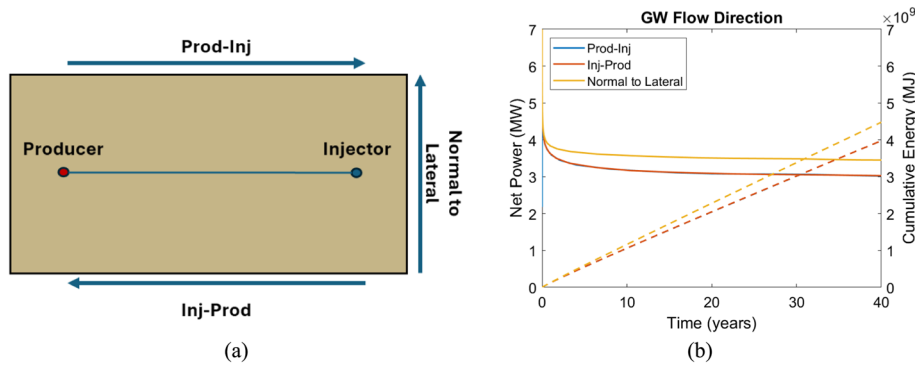 Prod-Inj
Producer
Injector
Normal to
Lateral
Inj-Prod
(a)
GW Flow Direction
×10⁹
Net Power (MW)
7
6
5
4
3
2
1
0
Prod-Inj
Inj-Prod
Normal to Lateral
7
6
5
4
3
2
1
0
Cumulative Energy (MJ)
0
10
20
30
40
Time (years)
(b)